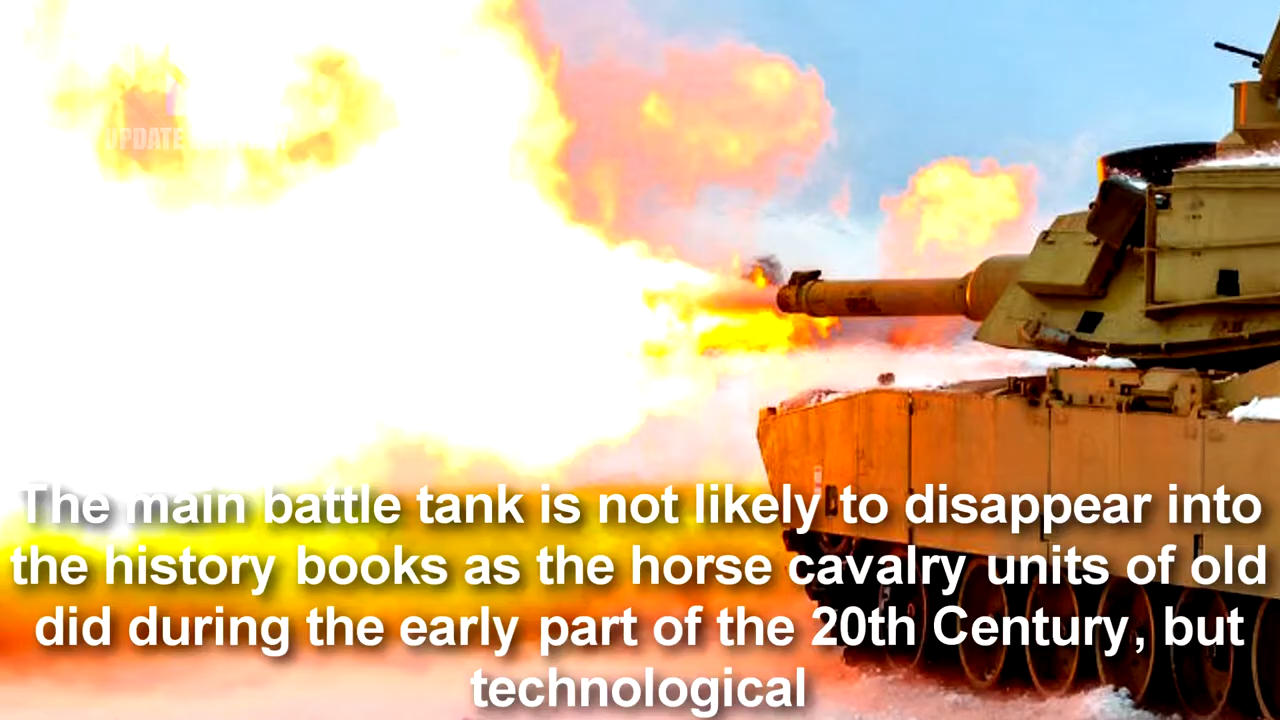 UPDATE
The main battle tank is not likely to disappear into
the history books as the horse cavalry units of old
did during the early part of the 20th Century, but
technological